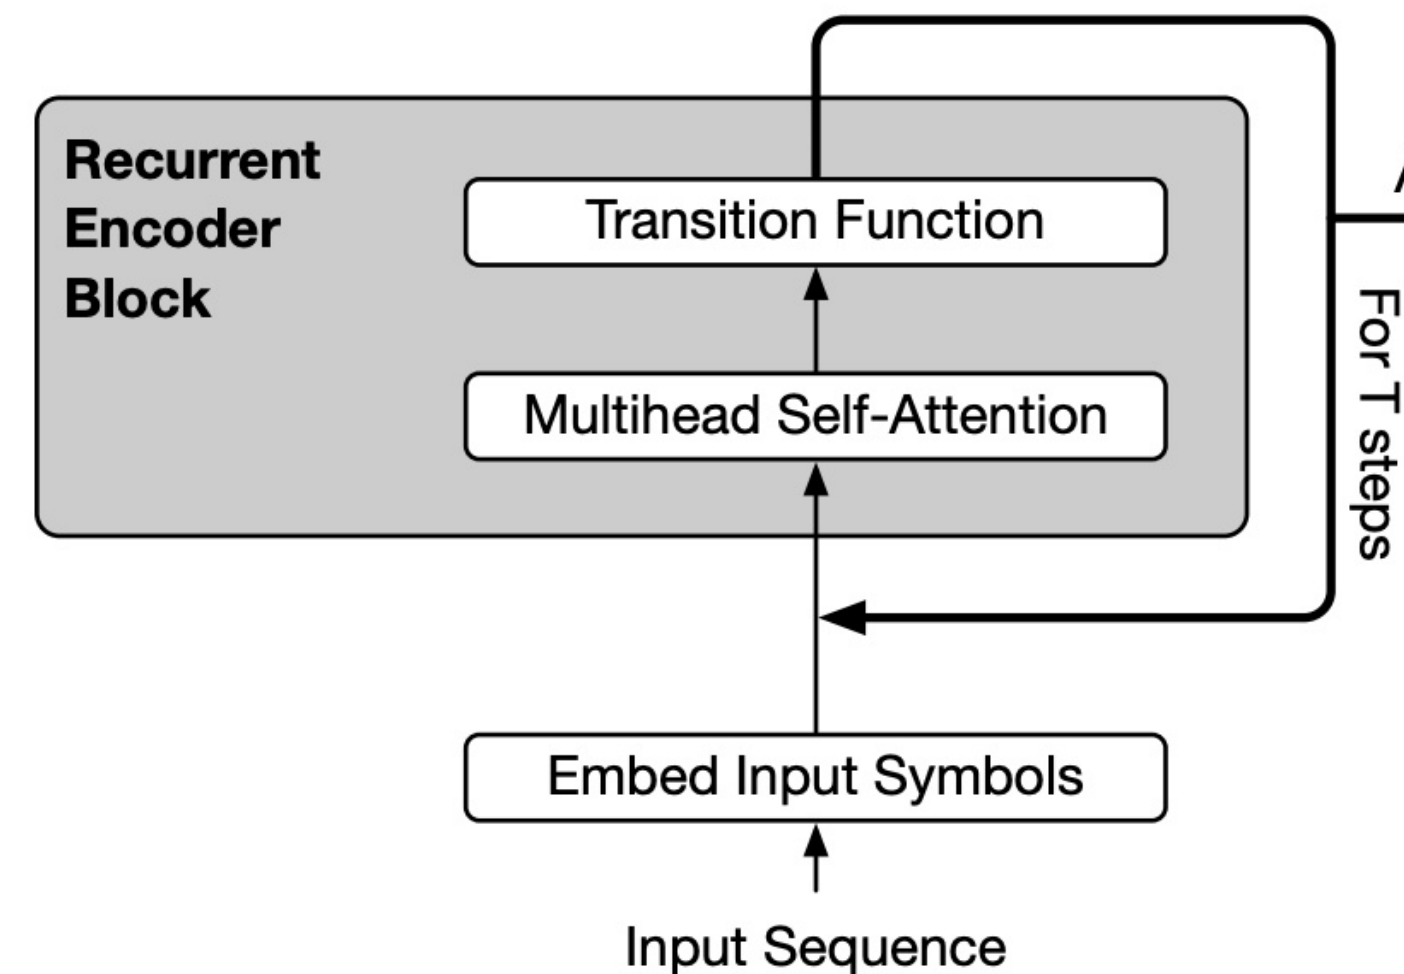 Recurrent
Encoder
Block
Transition Function
Multihead Self-Attention
For T steps
Embed Input Symbols
Input Sequence